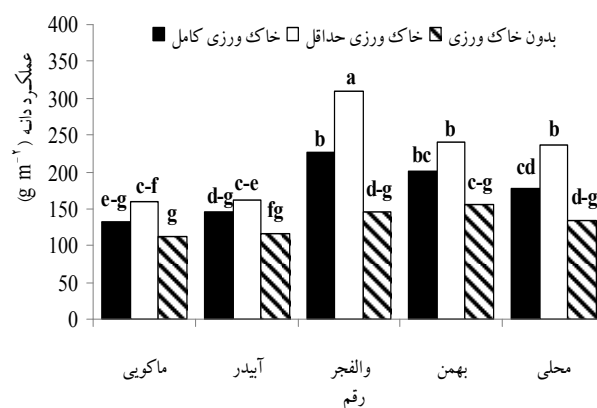 خاک ورزی کامل خاک ورزی حداقل بدون خاک ورزی
عملکرد دانه (g m⁻²)
400
350
300
250
200
150
100
50
0
e-g c-f g
d-g c-e fg
b a d-g
bc b c-g
cd b d-g
ماکویی آبیدر والفجر بهمن محلی
رقم